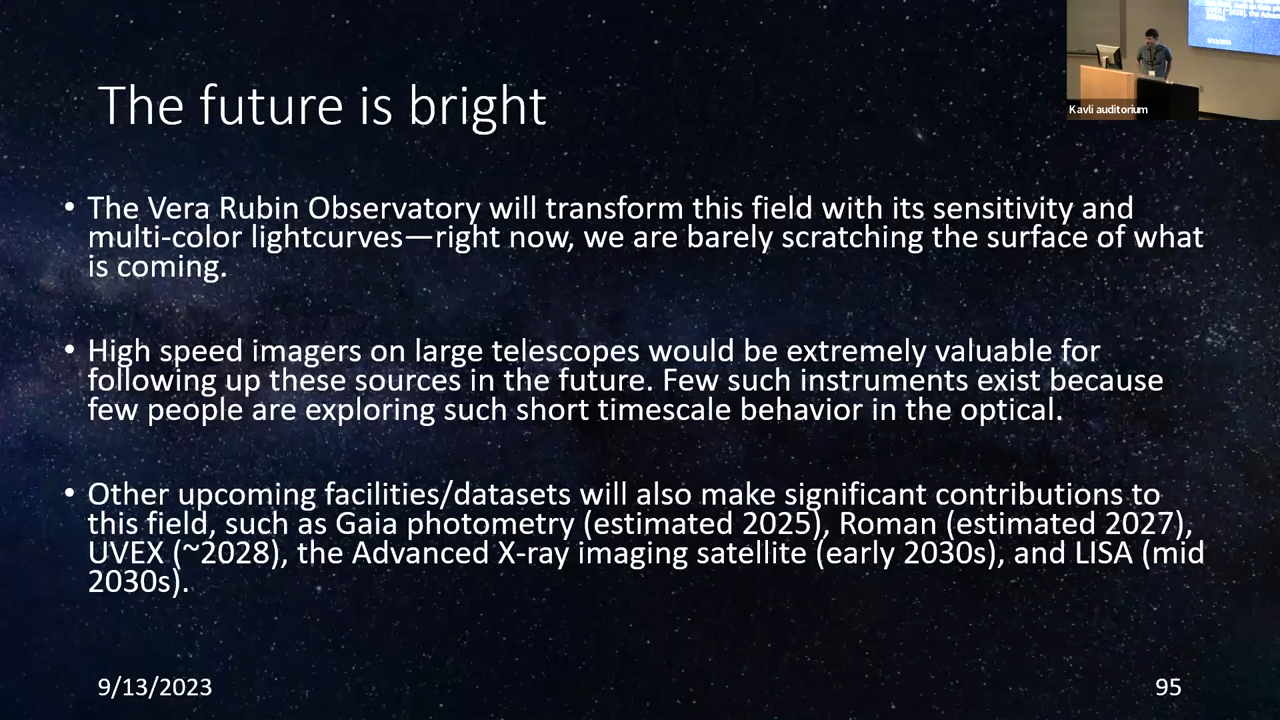 The future is bright
Kavli auditorium
• The Vera Rubin Observatory will transform this field with its sensitivity and
multi-color lightcurves—right now, we are barely scratching the surface of what
is coming.
• High speed imagers on large telescopes would be extremely valuable for
following up these sources in the future. Few such instruments exist because
few people are exploring such short timescale behavior in the optical.
• Other upcoming facilities/datasets will also make significant contributions to
this field, such as Gaia photometry (estimated 2025), Roman (estimated 2027),
UVEX (~2028), the Advanced X-ray imaging satellite (early 2030s), and LISA (mid
2030s).
9/13/2023
95